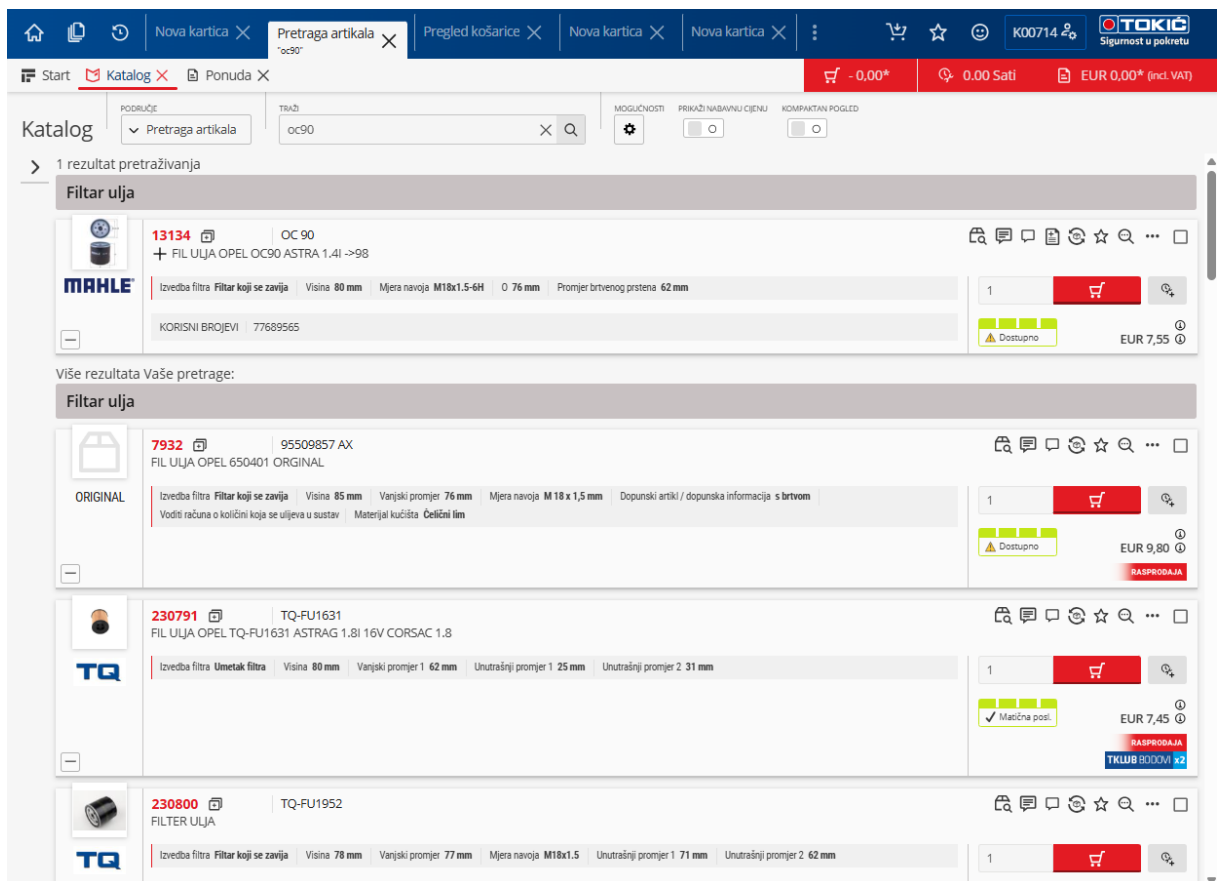 Nova kartica
Pretraga artikala
"oc90"
Pregled košarice
Nova kartica
Nova kartica
K00714
TOKIĆ
Sigurnost u pokretu
Start
Katalog
Ponuda
- 0,00*
0.00 Sati
EUR 0,00* (incl. VAT)
Katalog
PODRUČJE
Pretraga artikala
TRAŽI
oc90
MOGUĆNOSTI
PRIKAŽI NABAVNU CIJENU
KOMPAKTAN POGLED
1 rezultat pretraživanja
Filtar ulja
13134 OC 90
FIL ULJA OPEL OC90 ASTRA 1.4I ->98
MAHLE
Izvedba filtra Filtar koji se zavija Visina 80 mm Mjera navoja M18x1.5-6H O 76 mm Promjer brtvenog prstena 62 mm
1
KORISNI BROJEVI 77689565
Dostupno
EUR 7,55
Više rezultata Vaše pretrage:
Filtar ulja
7932 95509857 AX
FIL ULJA OPEL 650401 ORGINAL
ORIGINAL
Izvedba filtra Filtar koji se zavija Visina 85 mm Vanjski promjer 76 mm Mjera navoja M 18 x 1,5 mm Dopunski artikl / dopunska informacija s brtvom
Voditi računa o količini koja se ulijeva u sustav Materijal kućišta Čelični lim
1
Dostupno
EUR 9,80
RASPRODAJA
230791 TQ-FU1631
FIL ULJA OPEL TQ-FU1631 ASTRAG 1.8I 16V CORSAC 1.8
TQ
Izvedba filtra Umetak filtra Visina 80 mm Vanjski promjer 1 62 mm Unutrašnji promjer 1 25 mm Unutrašnji promjer 2 31 mm
1
Matična posl.
EUR 7,45
RASPRODAJA
TKLUB BODOVI x2
230800 TQ-FU1952
FILTER ULJA
TQ
Izvedba filtra Filtar koji se zavija Visina 78 mm Vanjski promjer 77 mm Mjera navoja M18x1.5 Unutrašnji promjer 1 71 mm Unutrašnji promjer 2 62 mm
1